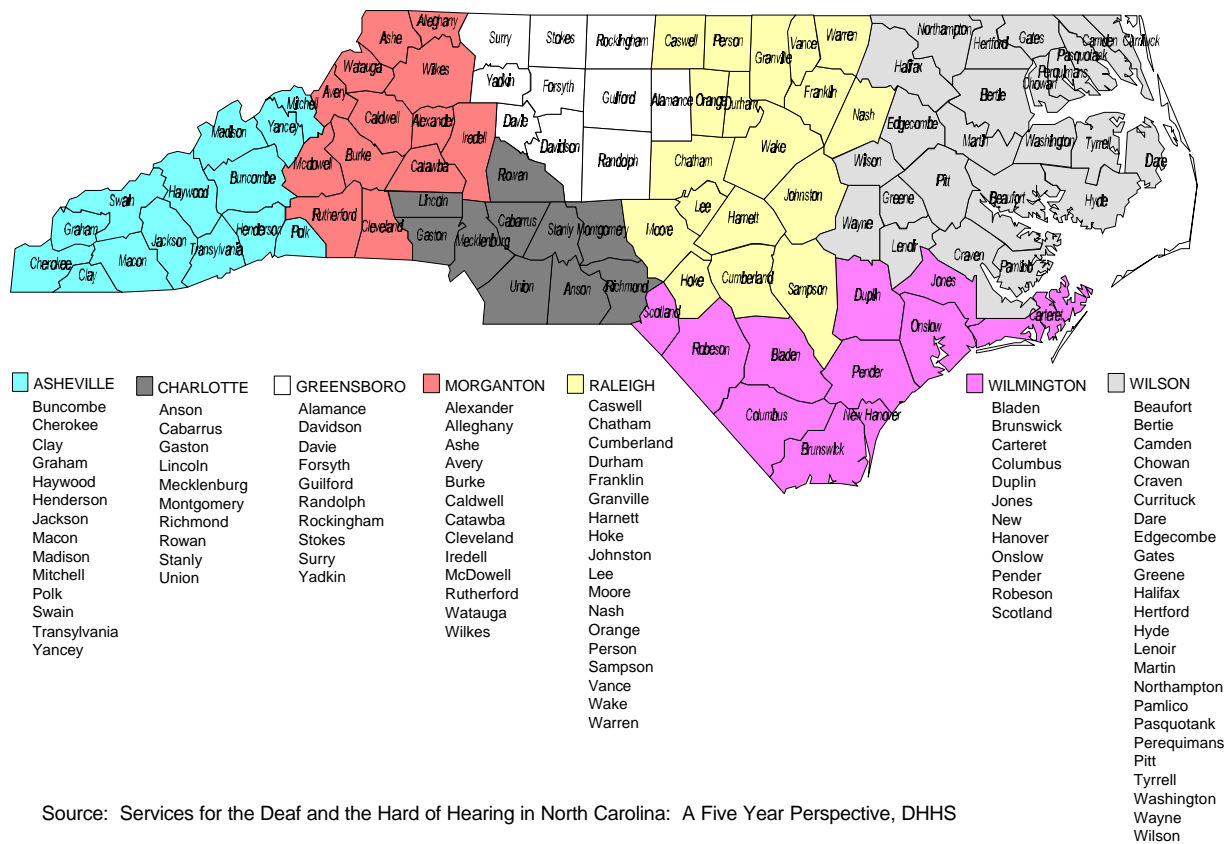 Alleghany
Ashe
Surry
Stokes
Rockingham
Caswell
Person
Vance
Warren
Granville
Northampton
Hertford
Gates
Camden
Currituck
Pasquotaek
Perquimans
Chowan
Watauga
Wilkes
Yadkin
Forsyth
Guilford
Alamance
Orange
Durham
Franklin
Halifax
Bertie
Mitchell
Avery
Caldwell
Alexander
Iredell
Davie
Davidson
Randolph
Nash
Edgecombe
Madison
Yancey
Mcdowell
Burke
Catawba
Rowan
Chatham
Wake
Wilson
Martin
Washington
Tyrrell
Dare
Swain
Haywood
Buncombe
Rutherford
Cleveland
Lincoln
Gaston
Mecklenburg
Cabarrus
Stanly
Montgomery
Moore
Lee
Harnett
Johnston
Greene
Pitt
Beaufort
Hyde
Graham
Jackson
Transylvania
Henderson
Polk
Wayne
Lenoir
Craven
Pamlico
Cherokee
Clay
Macon
Union
Anson
Richmond
Hoke
Cumberland
Sampson
Duplin
Jones
Scotland
Robeson
Bladen
Onslow
Carteret
Pender
Columbus
New Hanover
Brunswick
ASHEVILLE
Buncombe
Cherokee
Clay
Graham
Haywood
Henderson
Jackson
Macon
Madison
Mitchell
Polk
Swain
Transylvania
Yancey
CHARLOTTE
Anson
Cabarrus
Gaston
Lincoln
Mecklenburg
Montgomery
Richmond
Rowan
Stanly
Union
GREENSBORO
Alamance
Davidson
Davie
Forsyth
Guilford
Randolph
Rockingham
Stokes
Surry
Yadkin
MORGANTON
Alexander
Alleghany
Ashe
Avery
Burke
Caldwell
Catawba
Cleveland
Iredell
McDowell
Rutherford
Watauga
Wilkes
RALEIGH
Caswell
Chatham
Cumberland
Durham
Franklin
Granville
Harnett
Hoke
Johnston
Lee
Moore
Nash
Orange
Person
Sampson
Vance
Wake
Warren
WILMINGTON
Bladen
Brunswick
Carteret
Columbus
Duplin
Jones
New
Hanover
Onslow
Pender
Robeson
Scotland
WILSON
Beaufort
Bertie
Camden
Chowan
Craven
Currituck
Dare
Edgecombe
Gates
Greene
Halifax
Hertford
Hyde
Lenoir
Martin
Northampton
Pamlico
Pasquotank
Perequimans
Pitt
Tyrrell
Washington
Wayne
Wilson
Source: Services for the Deaf and the Hard of Hearing in North Carolina: A Five Year Perspective, DHHS